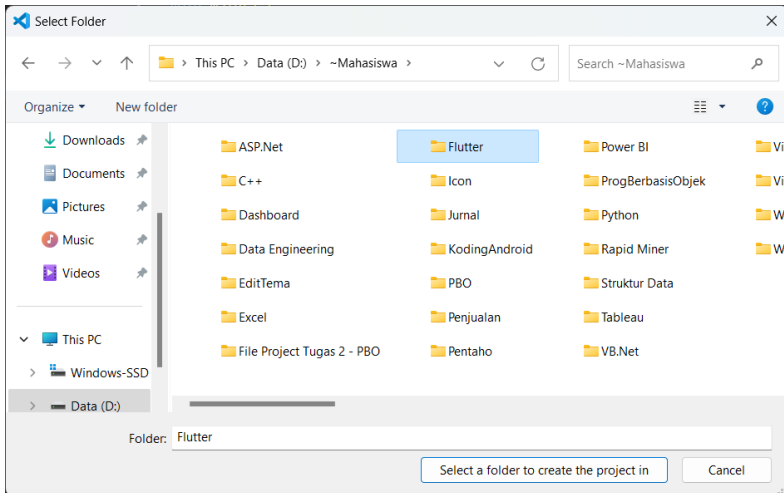 Select Folder
This PC > Data (D:) > ~Mahasiswa >
Search ~Mahasiswa
Organize
New folder
Downloads
Documents
Pictures
Music
Videos
This PC
Windows-SSD
Data (D:)
ASP.Net
C++
Dashboard
Data Engineering
EditTema
Excel
File Project Tugas 2 - PBO
Flutter
Icon
Jurnal
KodingAndroid
PBO
Penjualan
Pentaho
Power BI
ProgBerbasisObjek
Python
Rapid Miner
Struktur Data
Tableau
VB.Net
Vi
Vi
W
W
Folder: Flutter
Select a folder to create the project in
Cancel